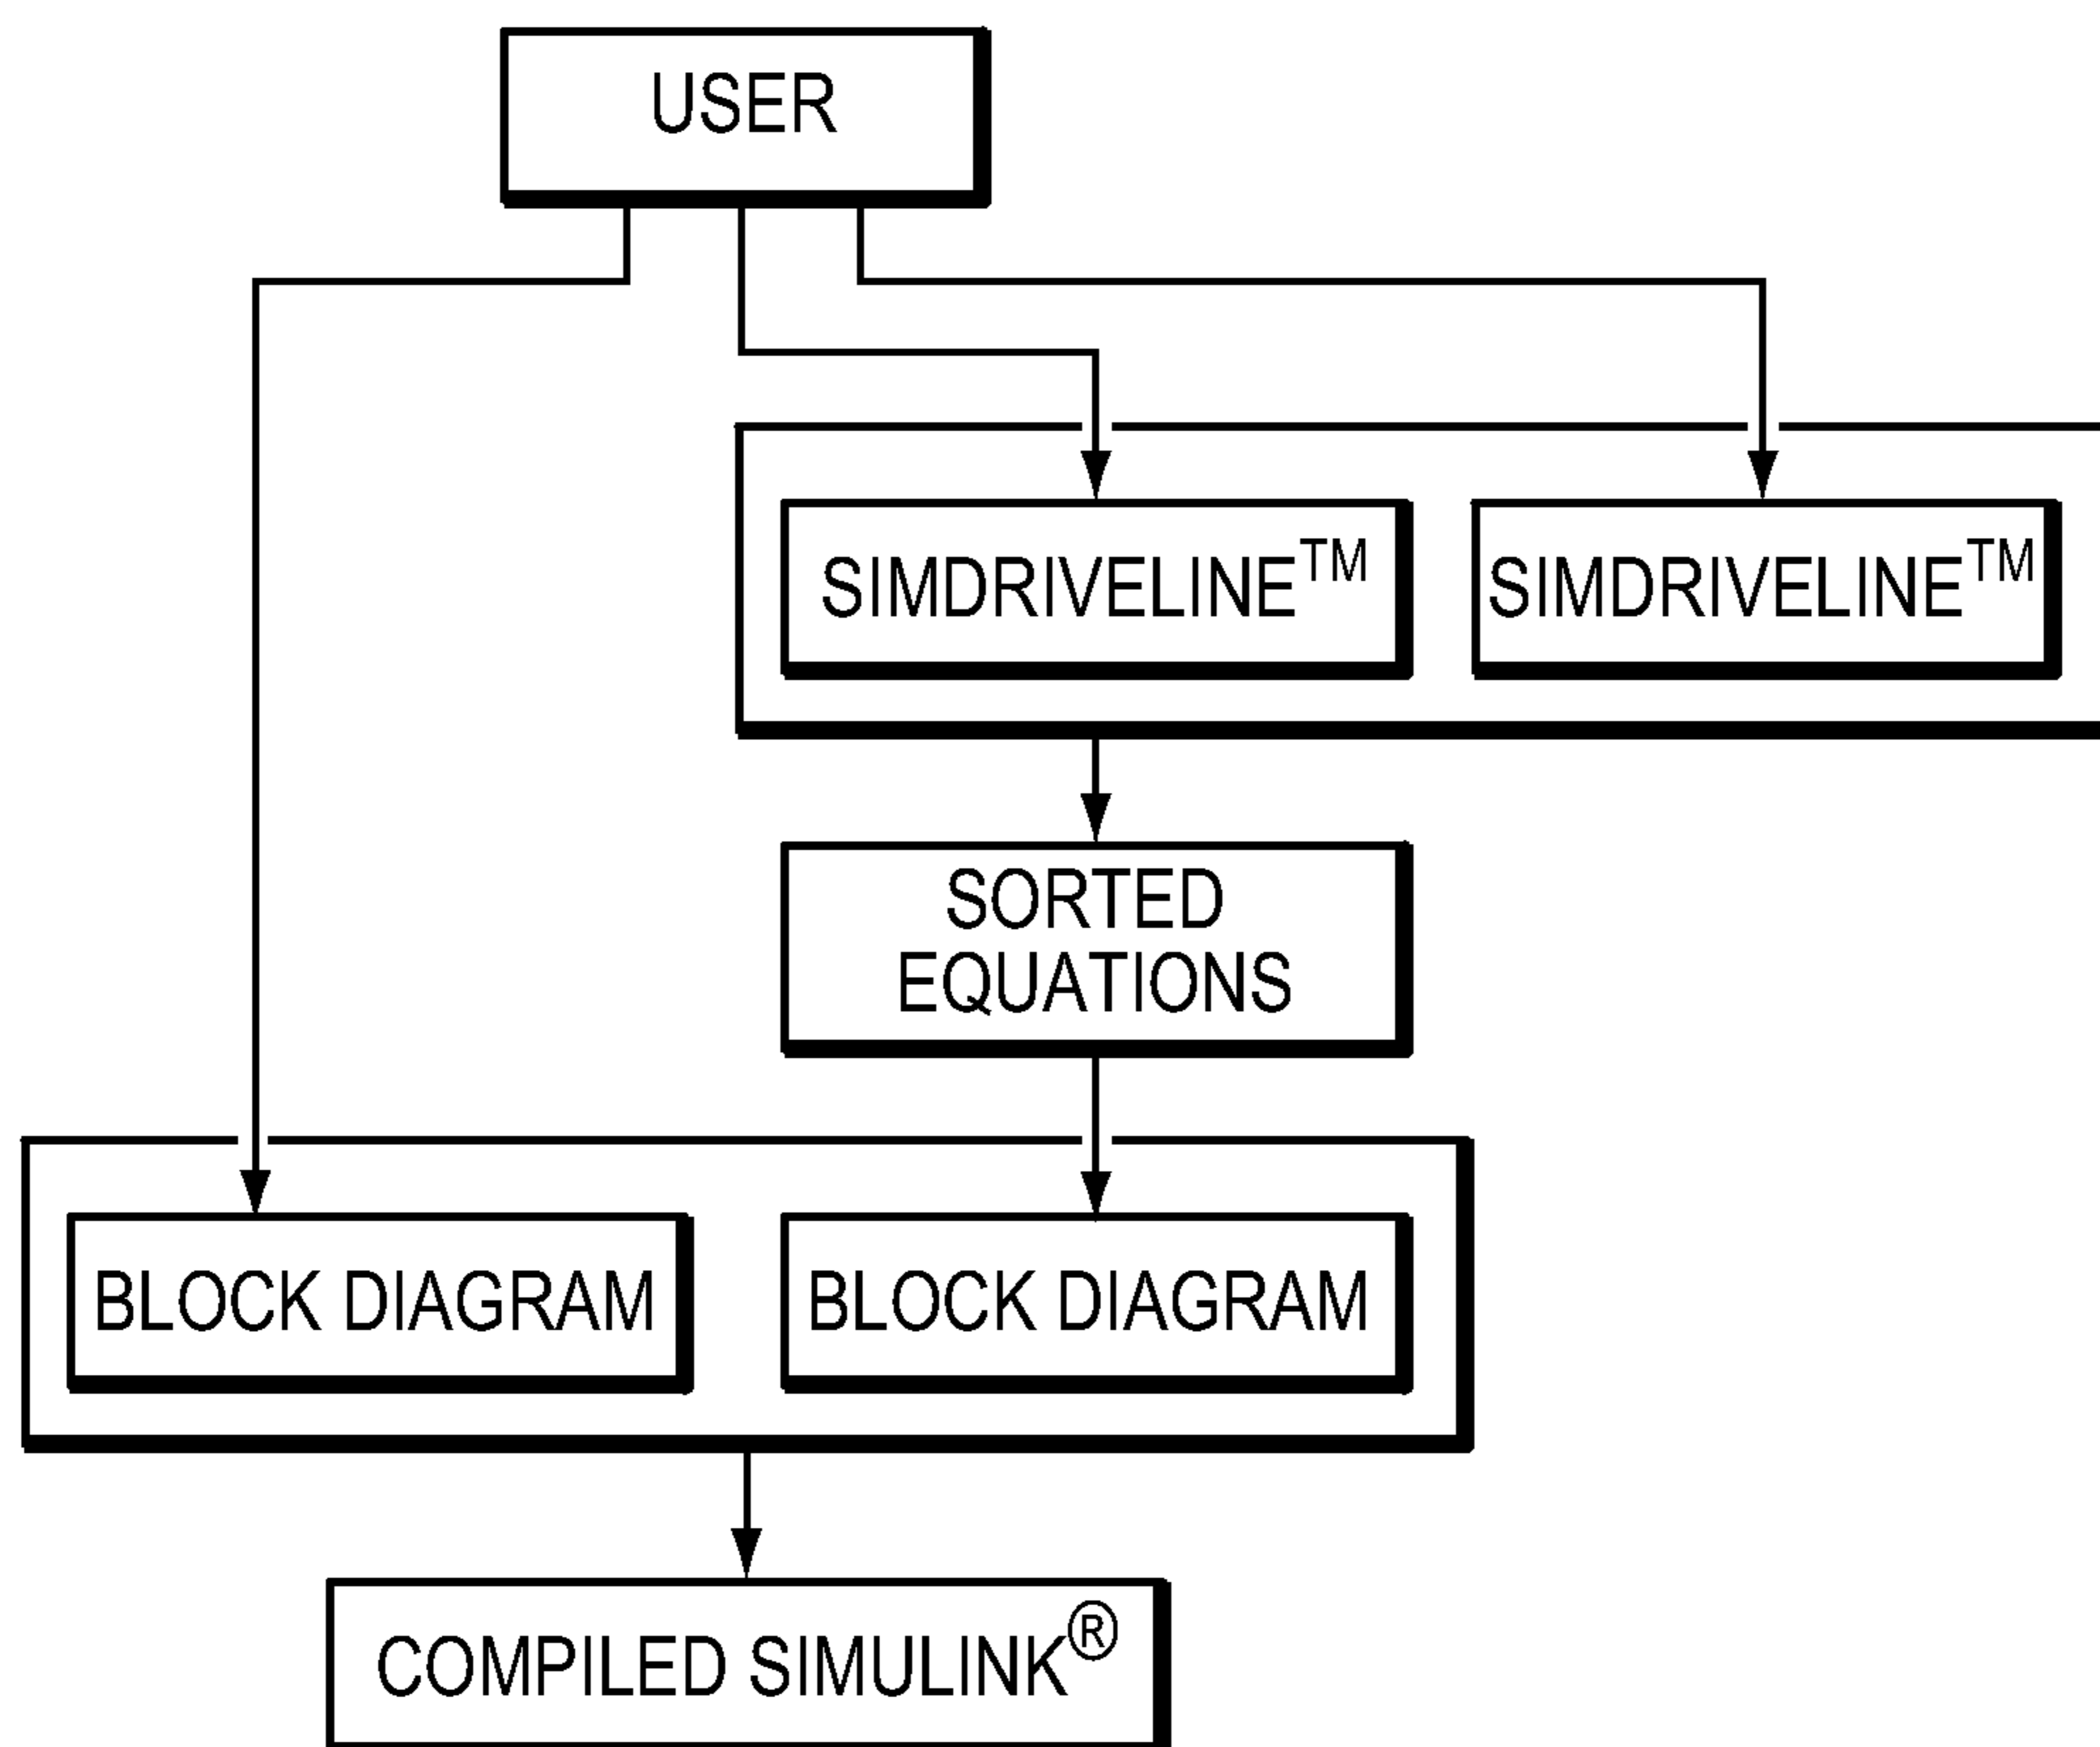 USER
SIMDRIVELINE™
SIMDRIVELINE™
SORTED
EQUATIONS
BLOCK DIAGRAM
BLOCK DIAGRAM
COMPILED SIMULINK®